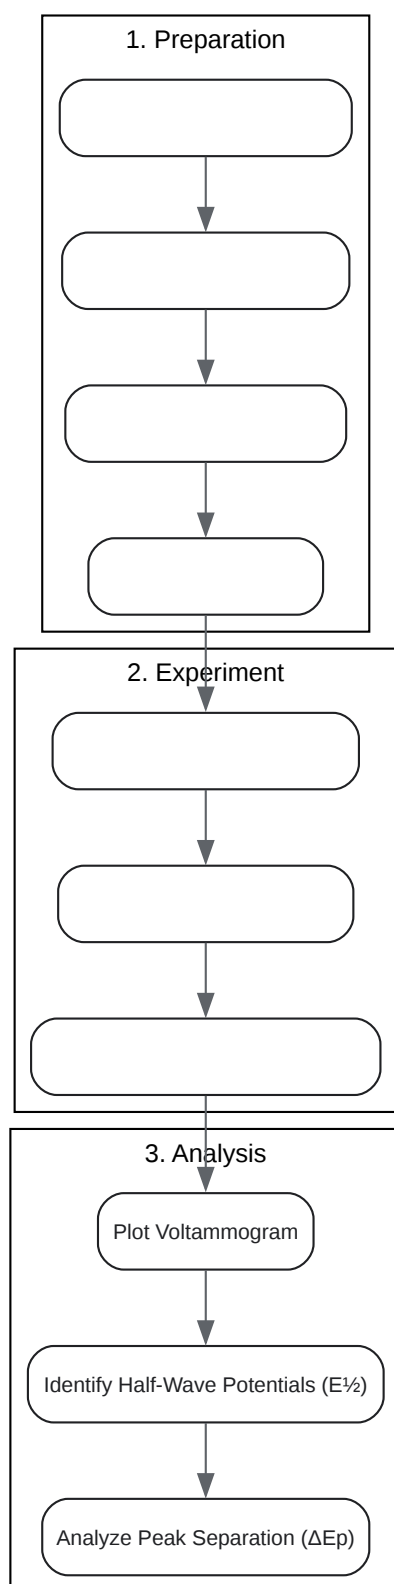 1. Preparation
2. Experiment
3. Analysis
Plot Voltammogram
Identify Half-Wave Potentials (E½)
Analyze Peak Separation (ΔEp)